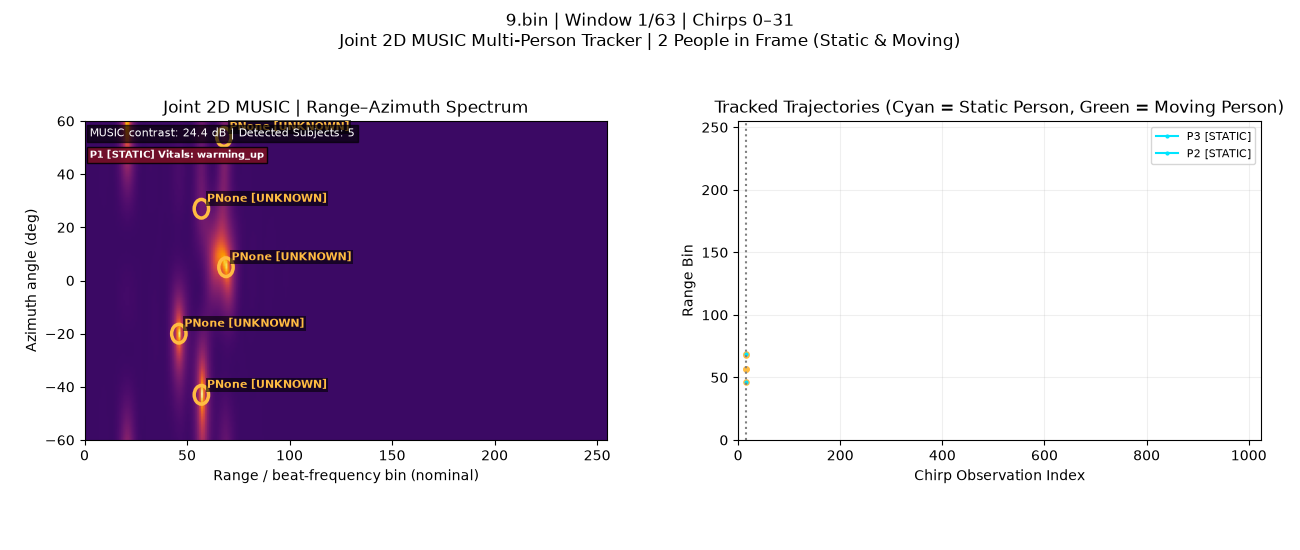 9.bin | Window 1/63 | Chirps 0–31
Joint 2D MUSIC Multi-Person Tracker | 2 People in Frame (Static & Moving)
Joint 2D MUSIC | Range–Azimuth Spectrum
MUSIC contrast: 24.4 dB | Detected Subjects: 5
PNone [UNKNOWN]
P1 [STATIC] Vitals: warming_up
PNone [UNKNOWN]
PNone [UNKNOWN]
PNone [UNKNOWN]
PNone [UNKNOWN]
60
40
20
0
−20
−40
−60
Azimuth angle (deg)
0
50
100
150
200
250
Range / beat-frequency bin (nominal)
Tracked Trajectories (Cyan = Static Person, Green = Moving Person)
P3 [STATIC]
P2 [STATIC]
250
200
150
100
50
0
Range Bin
0
200
400
600
800
1000
Chirp Observation Index